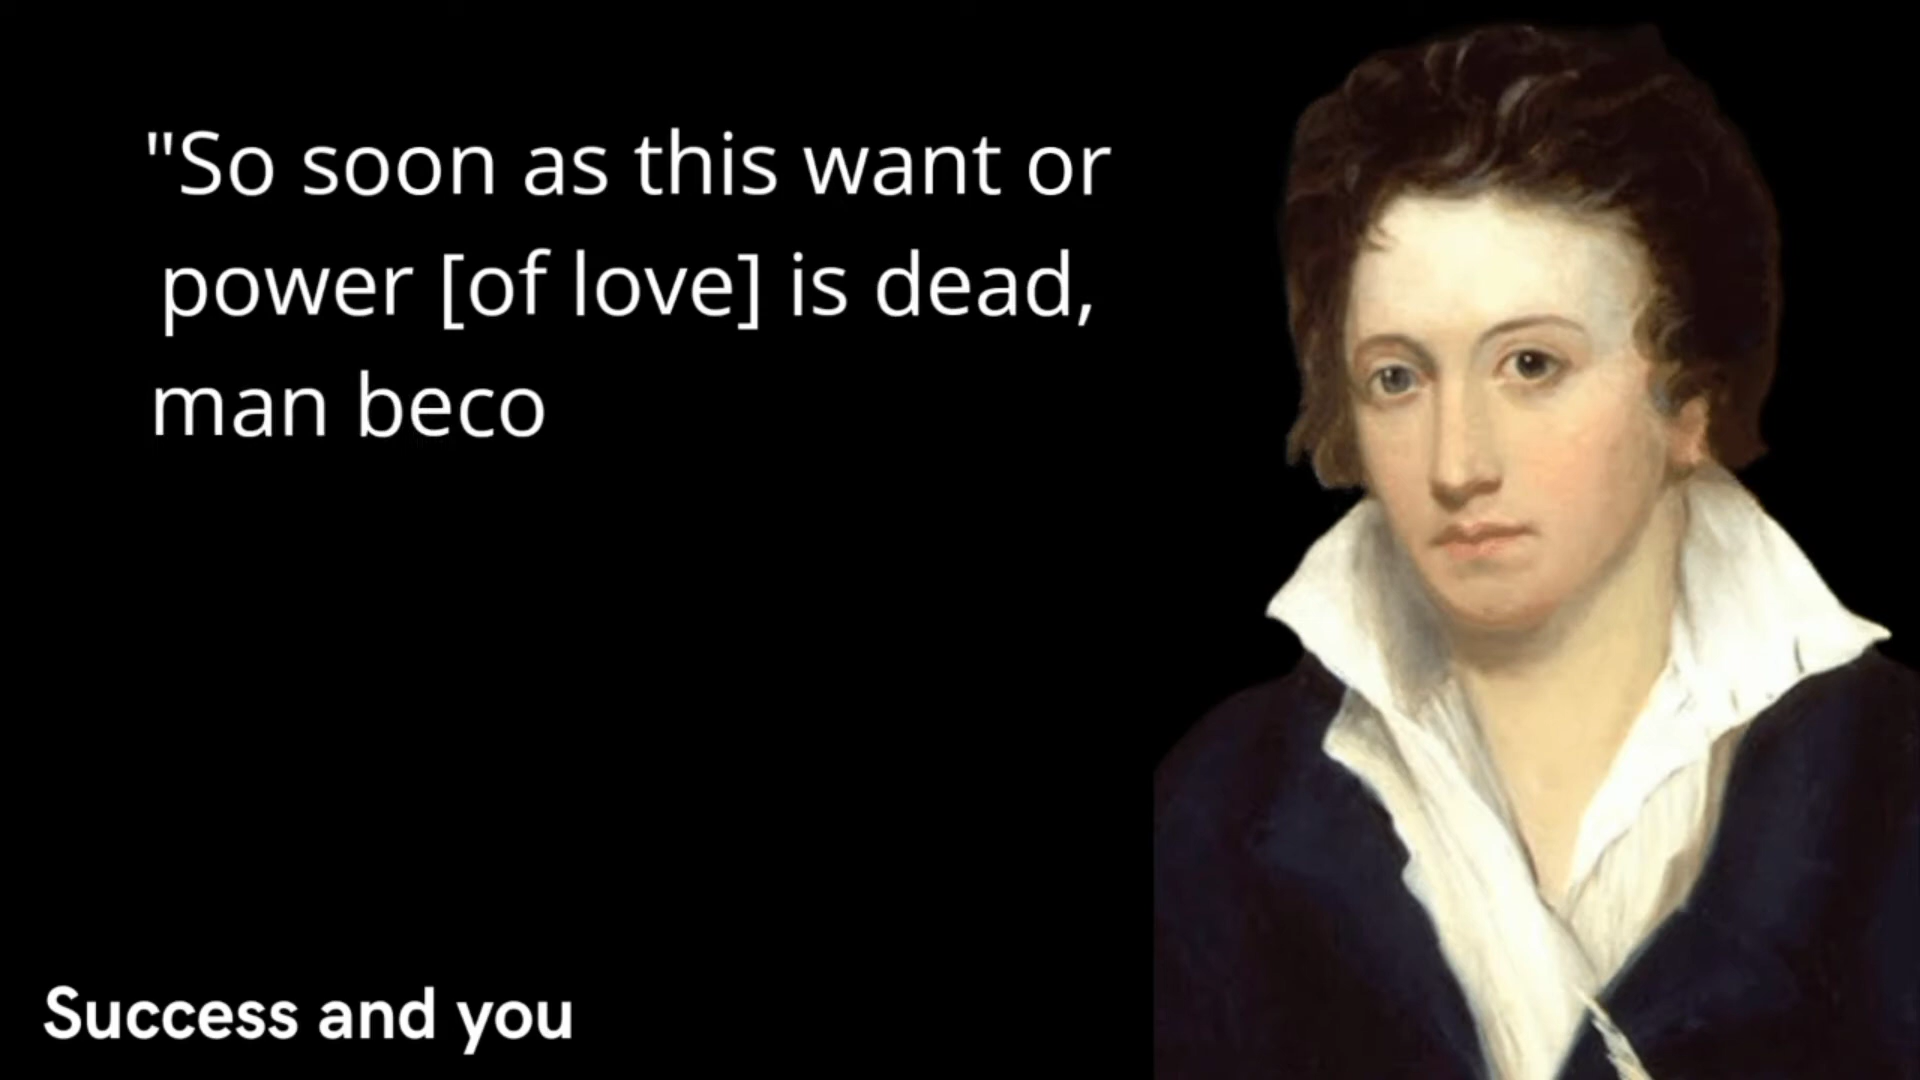 "So soon as this want or
power [of love] is dead,
man beco
Success and you